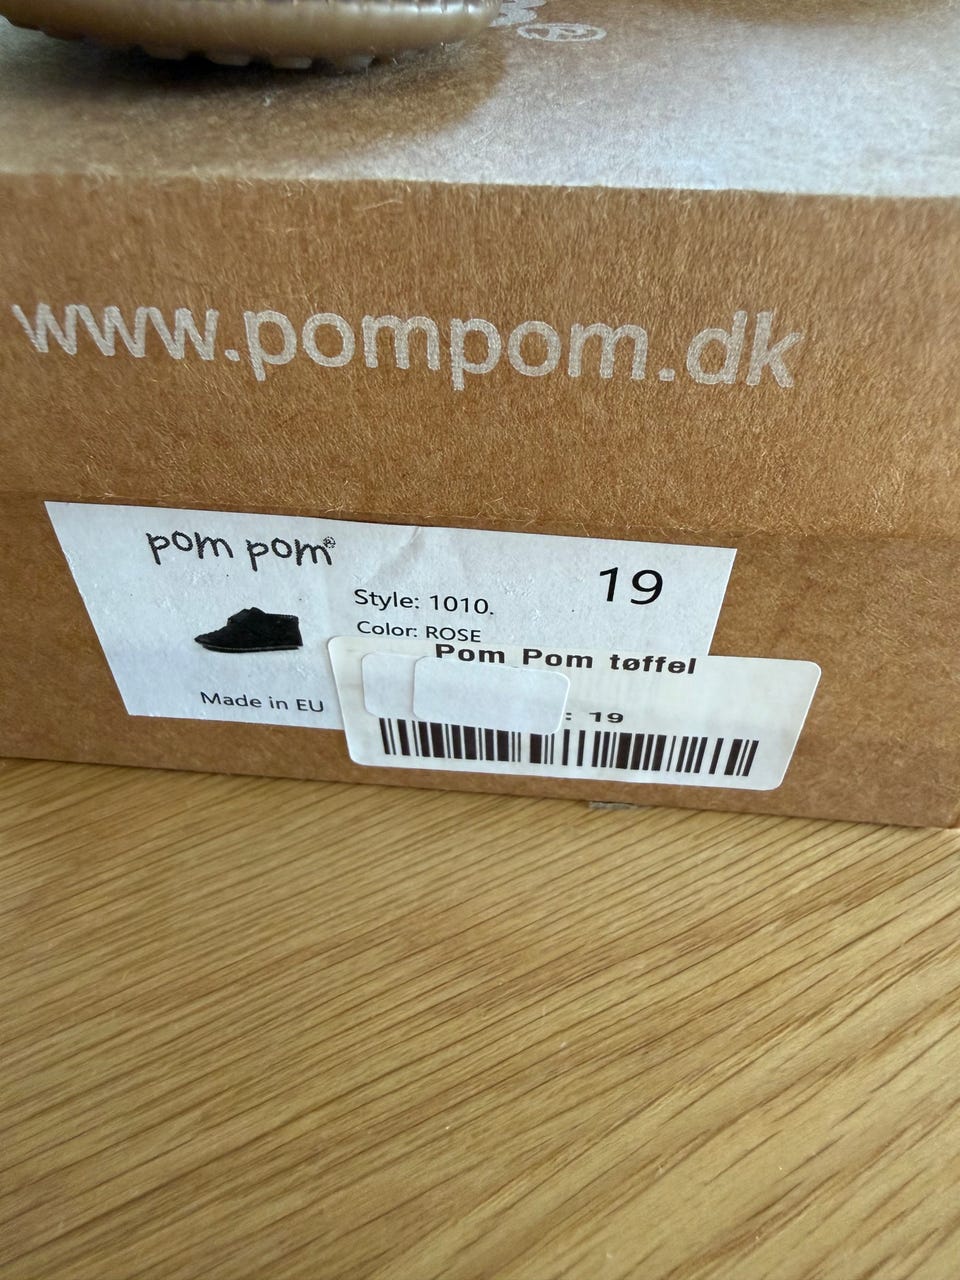 ®
www.pompom.dk
pom pom®
19
Style: 1010.
Color: ROSE
Pom Pom tøffel
: 19
Made in EU